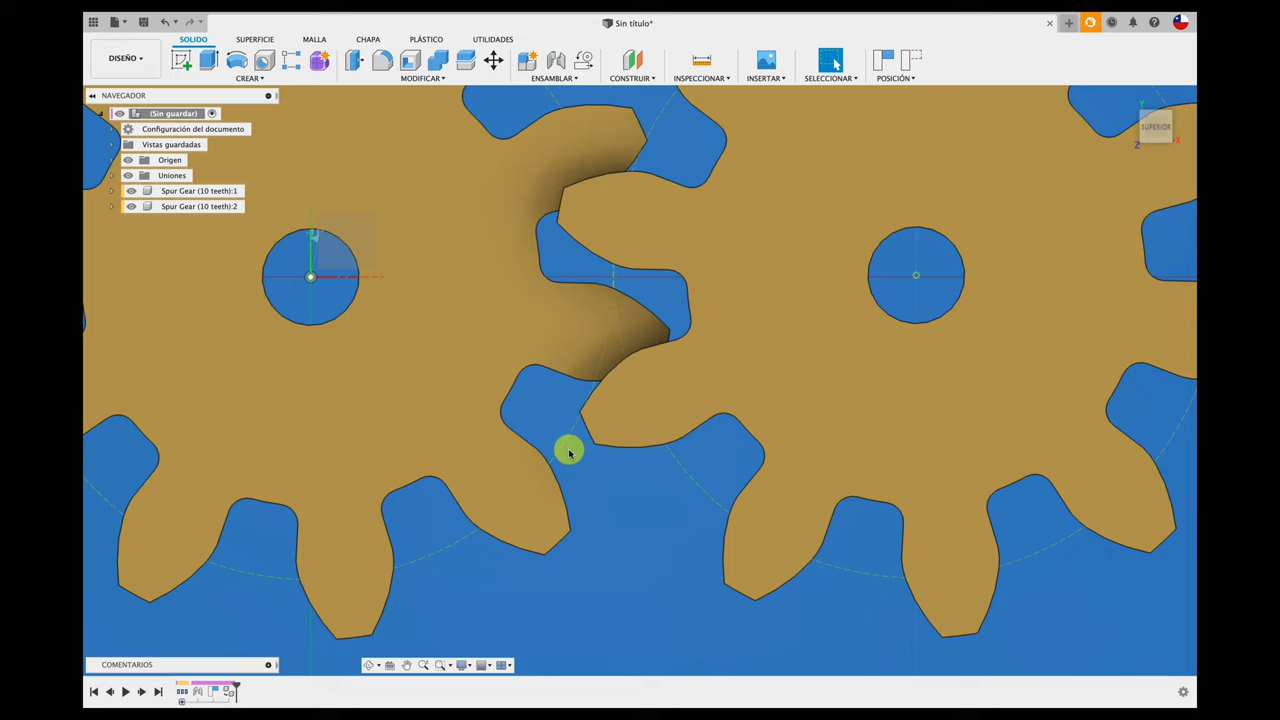 Sin título*
SOLIDO SUPERFICIE MALLA CHAPA PLÁSTICO UTILIDADES
DISEÑO
CREAR MODIFICAR ENSAMBLAR CONSTRUIR INSPECCIONAR INSERTAR SELECCIONAR POSICIÓN
NAVEGADOR
(Sin guardar)
Configuración del documento
Vistas guardadas
Origen
Uniones
Spur Gear (10 teeth):1
Spur Gear (10 teeth):2
Y
SUPERIOR
X
Z
COMENTARIOS